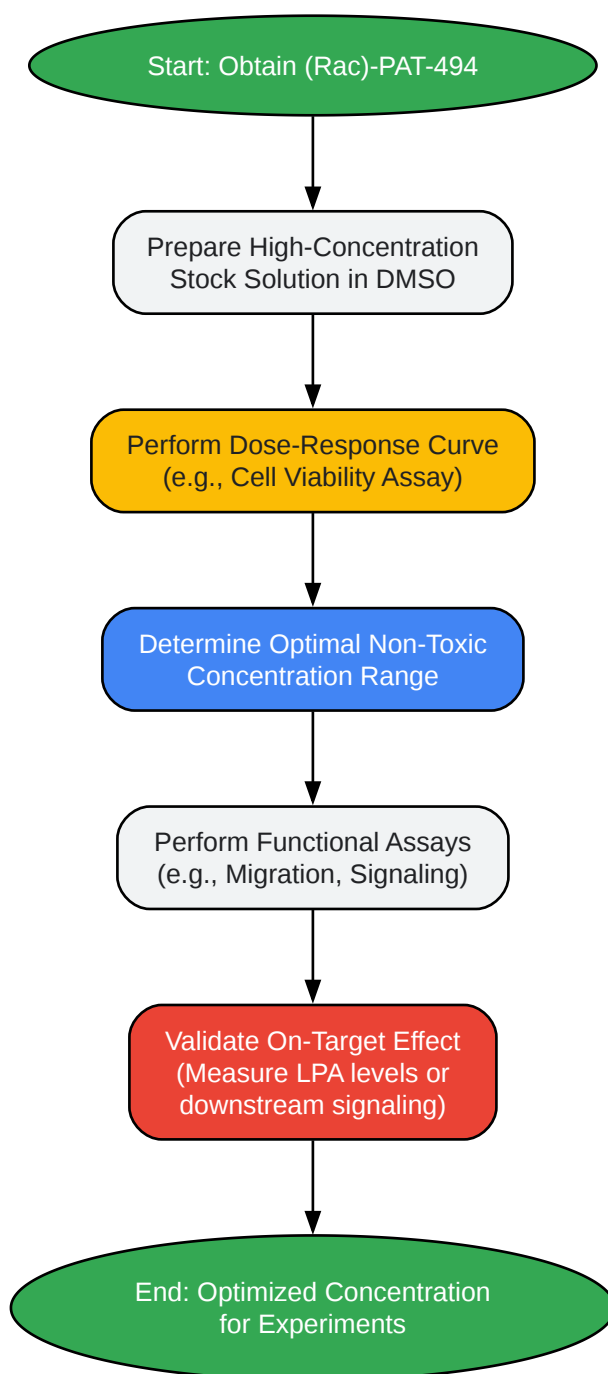 Start: Obtain (Rac)-PAT-494
Prepare High-Concentration
Stock Solution in DMSO
Perform Dose-Response Curve
(e.g., Cell Viability Assay)
Determine Optimal Non-Toxic
Concentration Range
Perform Functional Assays
(e.g., Migration, Signaling)
Validate On-Target Effect
(Measure LPA levels or
downstream signaling)
End: Optimized Concentration
for Experiments